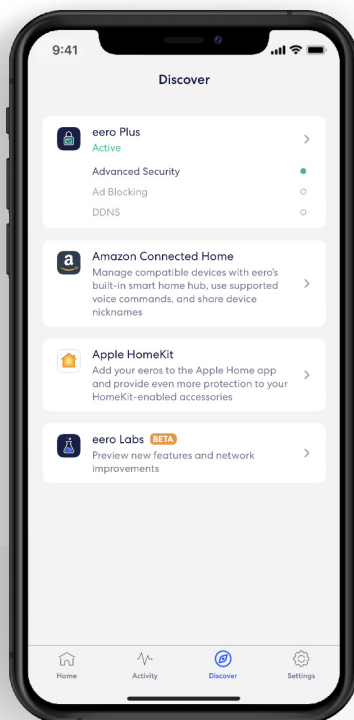 9:41
Discover
eero Plus
Active
Advanced Security
Ad Blocking
DDNS
a
Amazon Connected Home
Manage compatible devices with eero's
built-in smart home hub, use supported
voice commands, and share device
nicknames
Apple HomeKit
Add your eeros to the Apple Home app
and provide even more protection to your
HomeKit-enabled accessories
eero Labs BETA
Preview new features and network
improvements
Home Activity Discover Settings